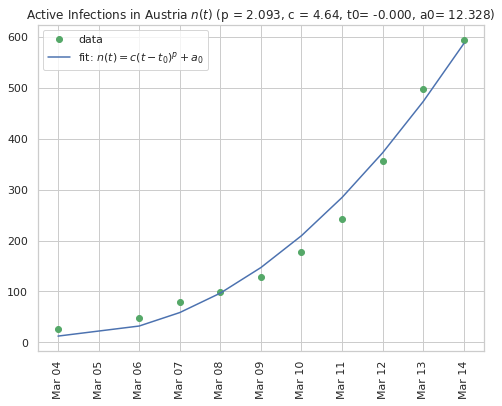 Active Infections in Austria n(t) (p = 2.093, c = 4.64, t0= -0.000, a0= 12.328)
data
fit: n(t) = c(t − t₀)ᵖ + a₀
600
500
400
300
200
100
0
Mar 04
Mar 05
Mar 06
Mar 07
Mar 08
Mar 09
Mar 10
Mar 11
Mar 12
Mar 13
Mar 14